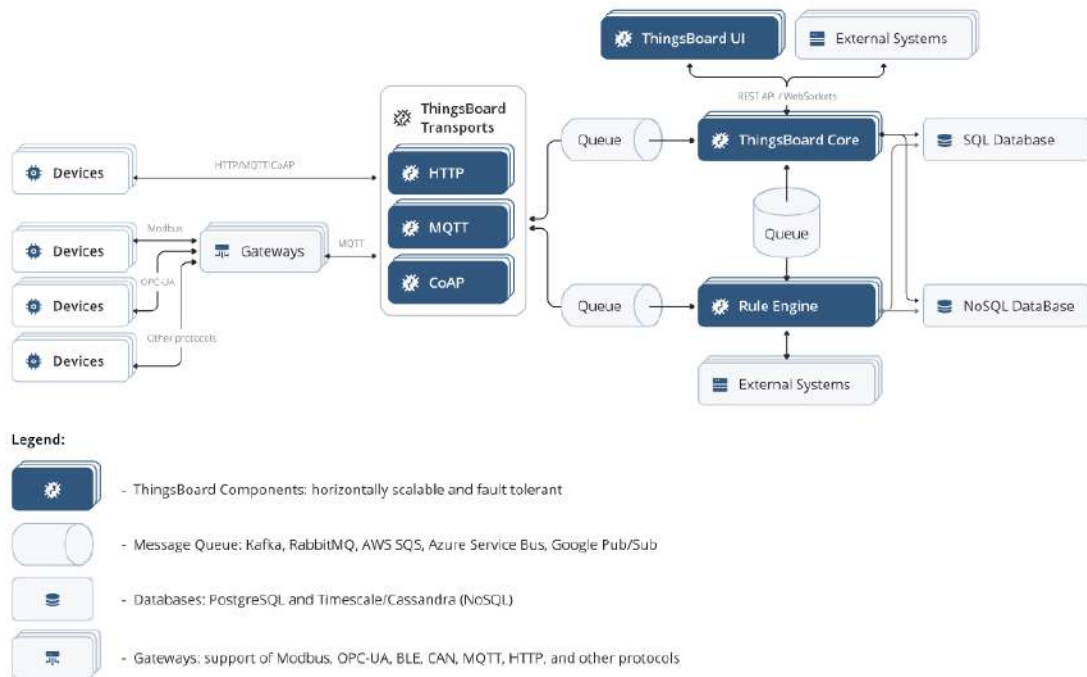 ThingsBoard UI
External Systems
REST API / WebSockets
ThingsBoard
Transports
Queue
ThingsBoard Core
SQL Database
Devices
HTTP/MQTT/CoAP
HTTP
Devices
Modbus
Gateways
MQTT
MQTT
Queue
OPC-UA
Devices
CoAP
Queue
Rule Engine
NoSQL DataBase
Other protocols
Devices
External Systems
Legend:
- ThingsBoard Components: horizontally scalable and fault tolerant
- Message Queue: Kafka, RabbitMQ, AWS SQS, Azure Service Bus, Google Pub/Sub
- Databases: PostgreSQL and Timescale/Cassandra (NoSQL)
- Gateways: support of Modbus, OPC-UA, BLE, CAN, MQTT, HTTP, and other protocols